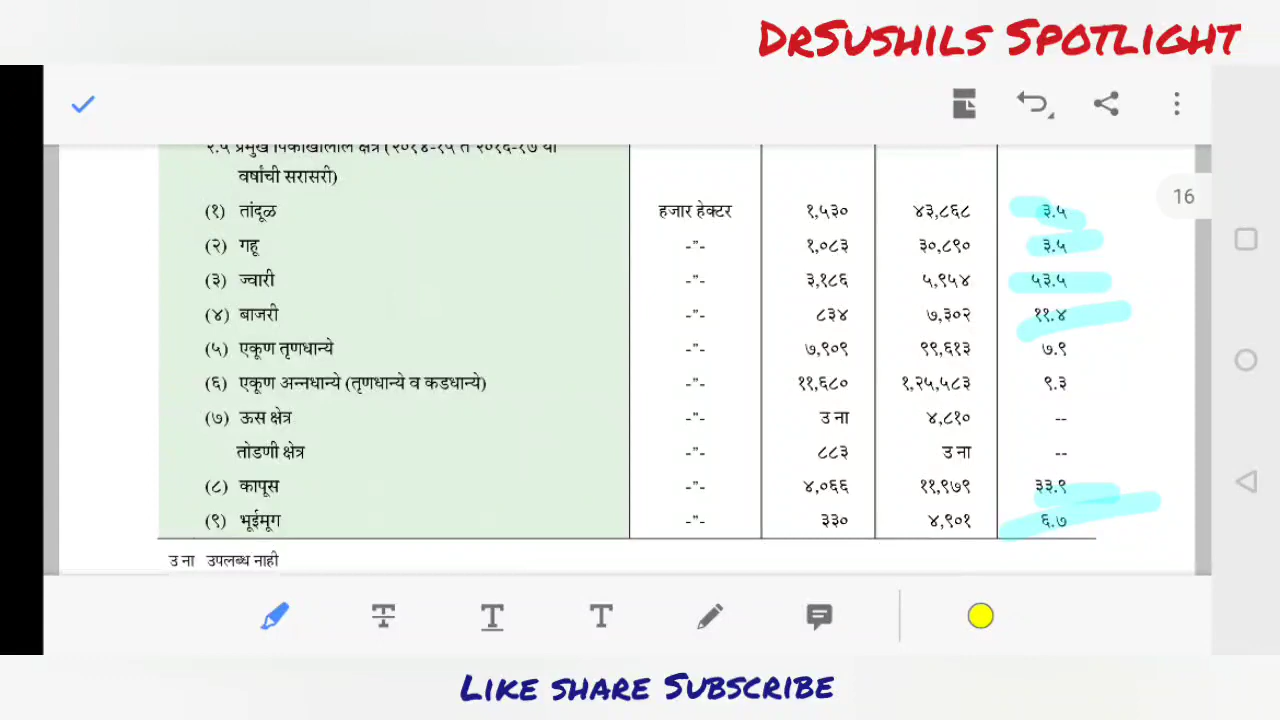 DrSushils Spotlight
२.५ प्रमुख पिकांखालील क्षेत्र (२०१४-१५ ते २०१६-१७ या
वर्षांची सरासरी)
16
(१) तांदूळ हजार हेक्टर १,५३० ४३,८६८ ३.५
(२) गहू -"- १,०८३ ३०,८९० ३.५
(३) ज्वारी -"- ३,१८६ ५,९५४ ५३.५
(४) बाजरी -"- ८३४ ७,३०२ ११.४
(५) एकूण तृणधान्ये -"- ७,९०९ ९९,६१३ ७.९
(६) एकूण अन्नधान्ये (तृणधान्ये व कडधान्ये) -"- ११,६८० १,२५,५८३ ९.३
(७) ऊस क्षेत्र -"- उ ना ४,८१० --
तोडणी क्षेत्र -"- ८८३ उ ना --
(८) कापूस -"- ४,०६६ ११,९७९ ३३.९
(९) भूईमूग -"- ३३० ४,९०१ ६.७
उ ना उपलब्ध नाही
Like share Subscribe